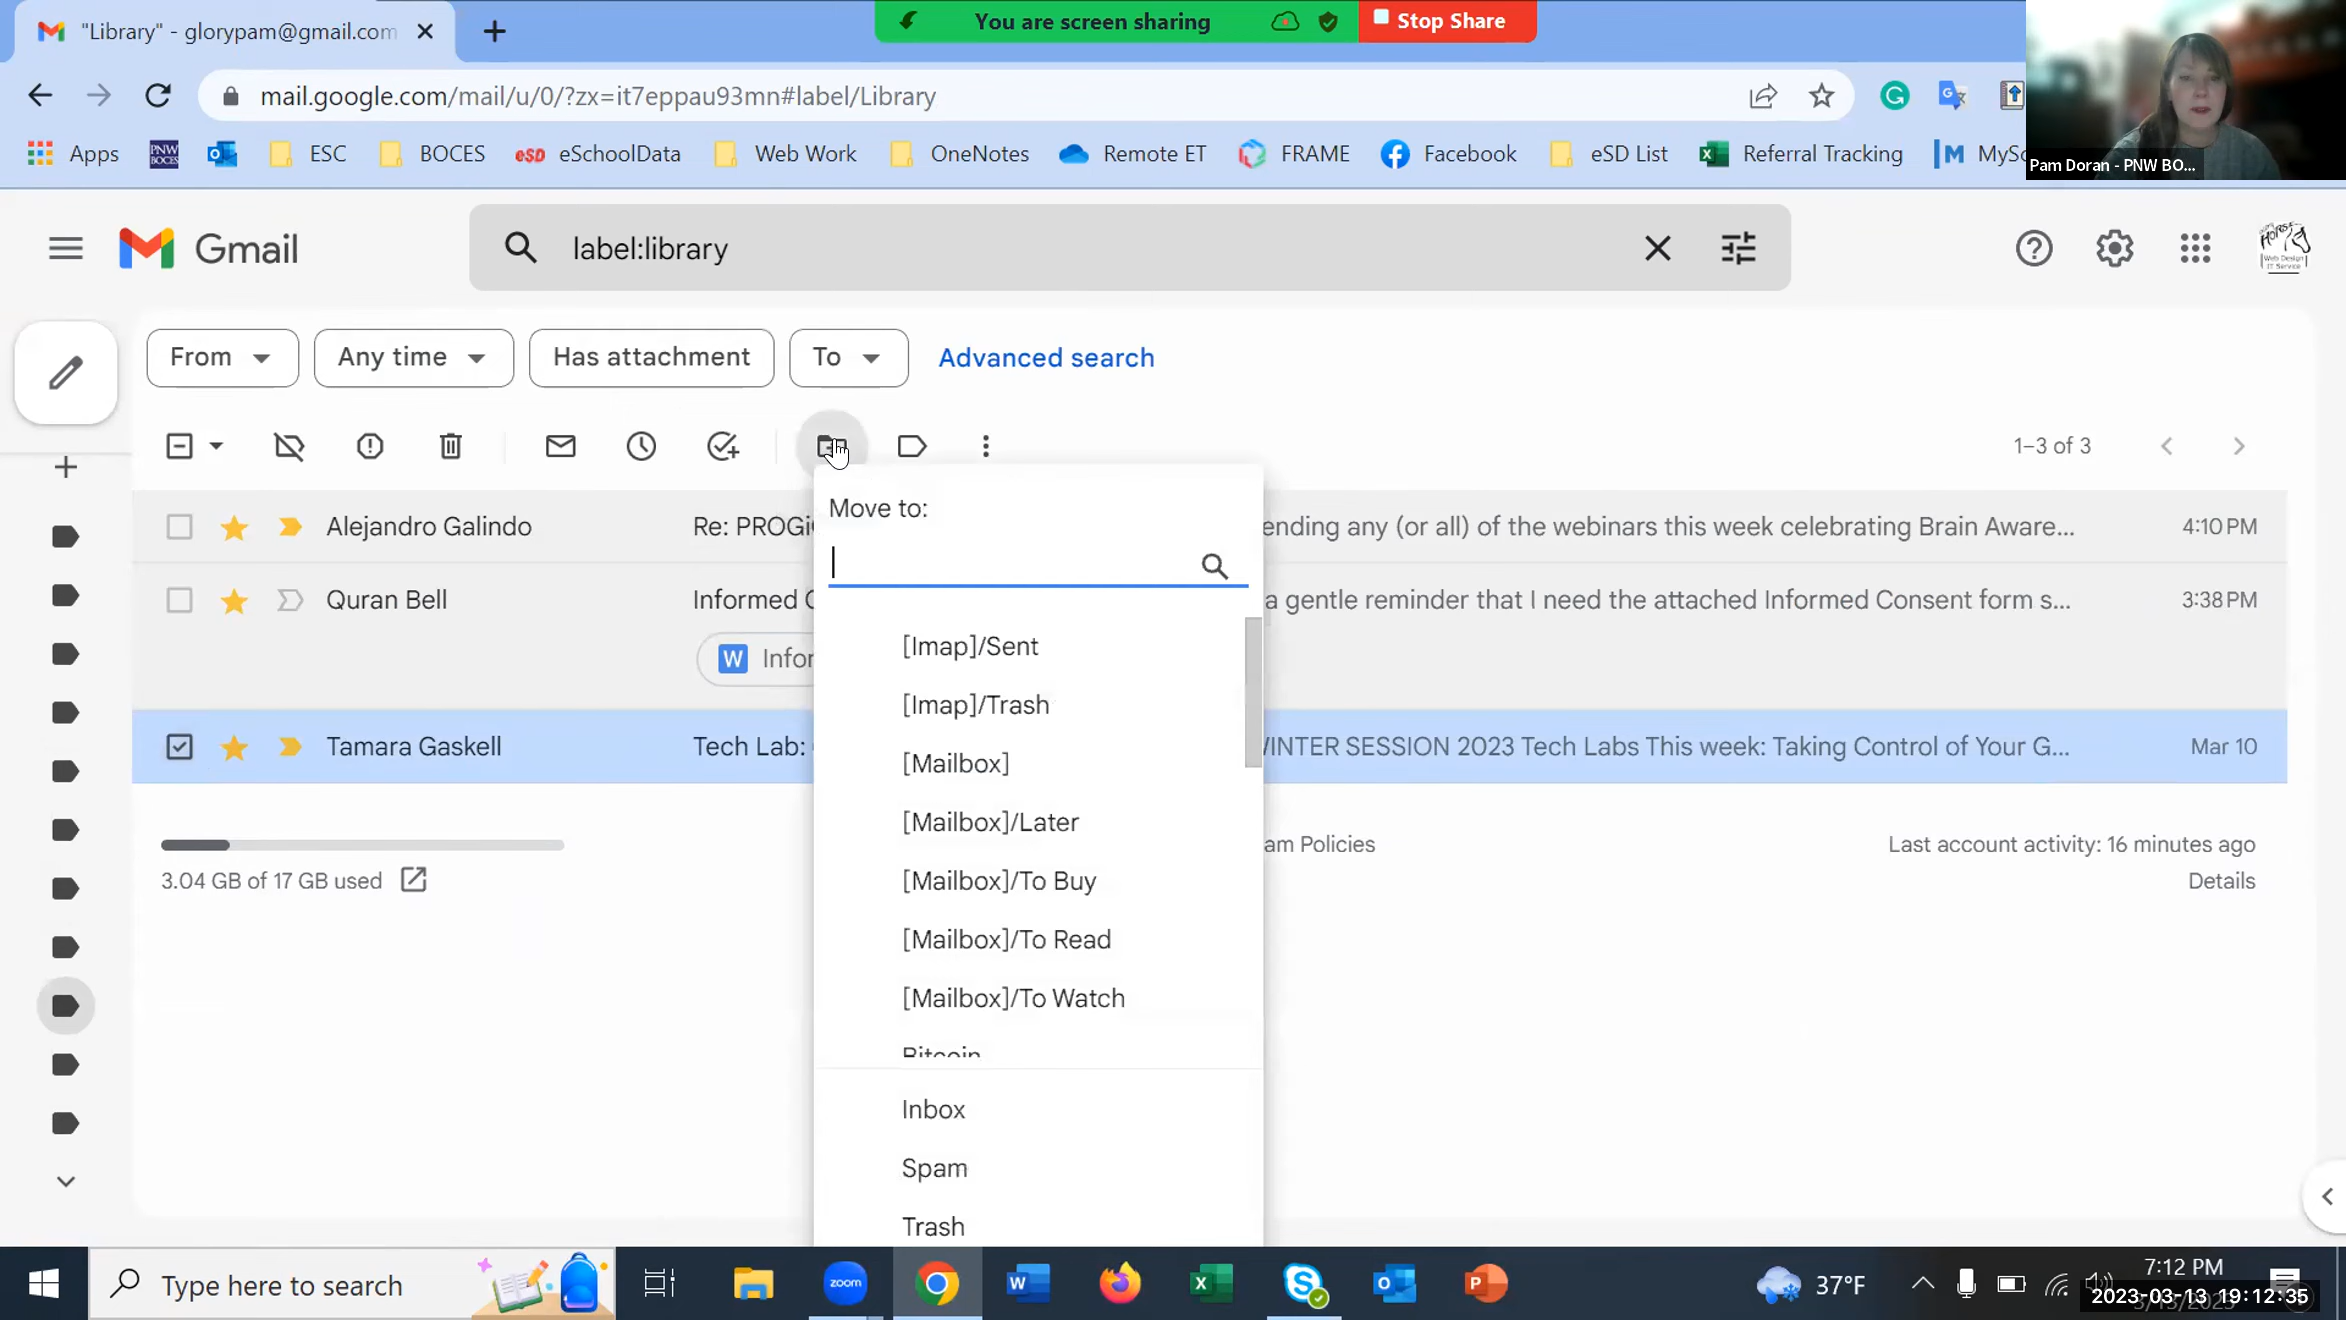 "Library" - glorypam@gmail.com
You are screen sharing
Stop Share
mail.google.com/mail/u/0/?zx=it7eppau93mn#label/Library
Apps
PNW BOCES
ESC
BOCES
eSD eSchoolData
Web Work
OneNotes
Remote ET
FRAME
Facebook
eSD List
Referral Tracking
Pam Doran - PNW BO...
Gmail
label:library
From
Any time
Has attachment
To
Advanced search
1–3 of 3
Move to:
Alejandro Galindo
ending any (or all) of the webinars this week celebrating Brain Aware...
4:10 PM
Quran Bell
Informed
a gentle reminder that I need the attached Informed Consent form s...
3:38 PM
[Imap]/Sent
[Imap]/Trash
Tamara Gaskell
Tech Lab:
INTER SESSION 2023 Tech Labs This week: Taking Control of Your G...
Mar 10
[Mailbox]
[Mailbox]/Later
[Mailbox]/To Buy
[Mailbox]/To Read
[Mailbox]/To Watch
Bitcoin
Inbox
Spam
Trash
3.04 GB of 17 GB used
am Policies
Last account activity: 16 minutes ago
Details
Type here to search
zoom
37°F
7:12 PM
2023-03-13 19:12:35